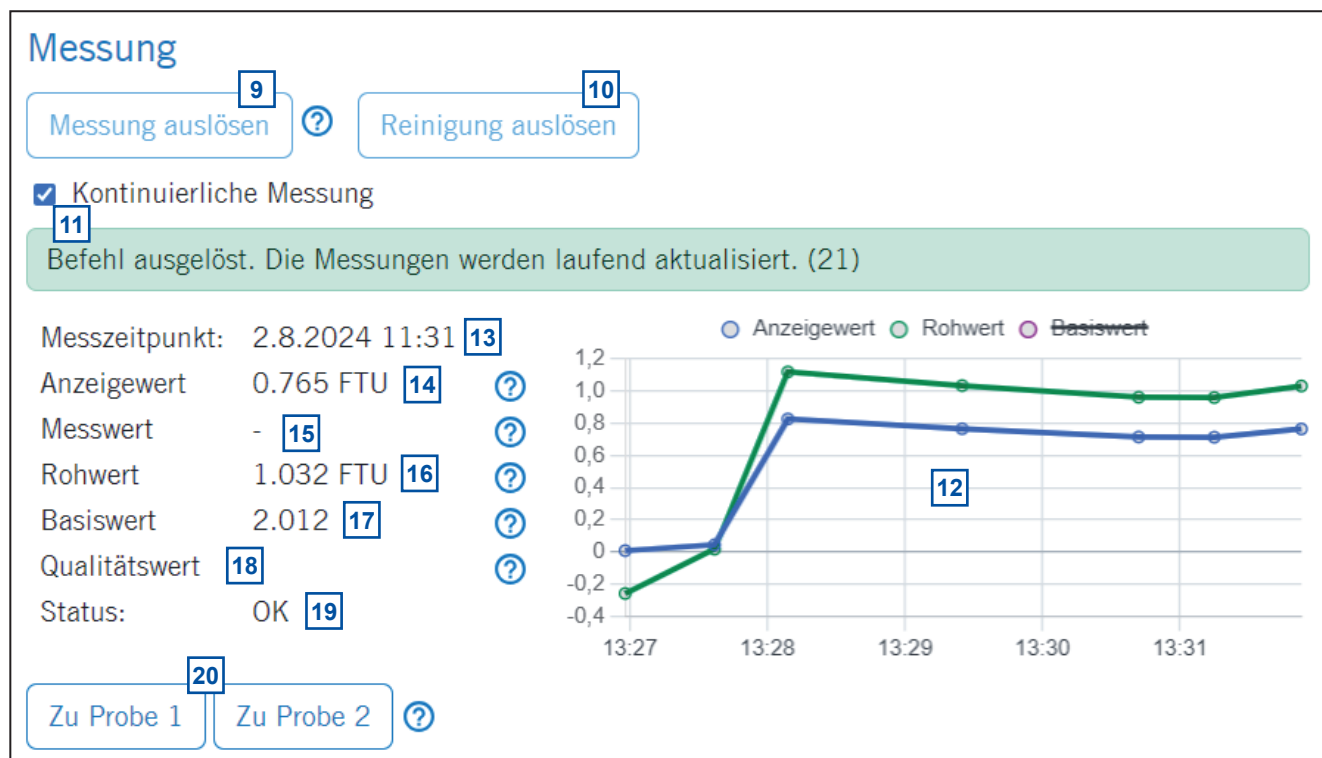 Messung
9
10
Messung auslösen ? Reinigung auslösen
Kontinuierliche Messung
11
Befehl ausgelöst. Die Messungen werden laufend aktualisiert. (21)
Messzeitpunkt: 2.8.2024 11:31 13
Anzeigewert 0.765 FTU 14 ?
Messwert - 15 ?
Rohwert 1.032 FTU 16 ?
Basiswert 2.012 17 ?
Qualitätswert 18 ?
Status: OK 19
Anzeigewert Rohwert Basiswert
1,2
1,0
0,8
0,6
0,4
0,2
0
-0,2
-0,4
12
13:27 13:28 13:29 13:30 13:31
20
Zu Probe 1 Zu Probe 2 ?